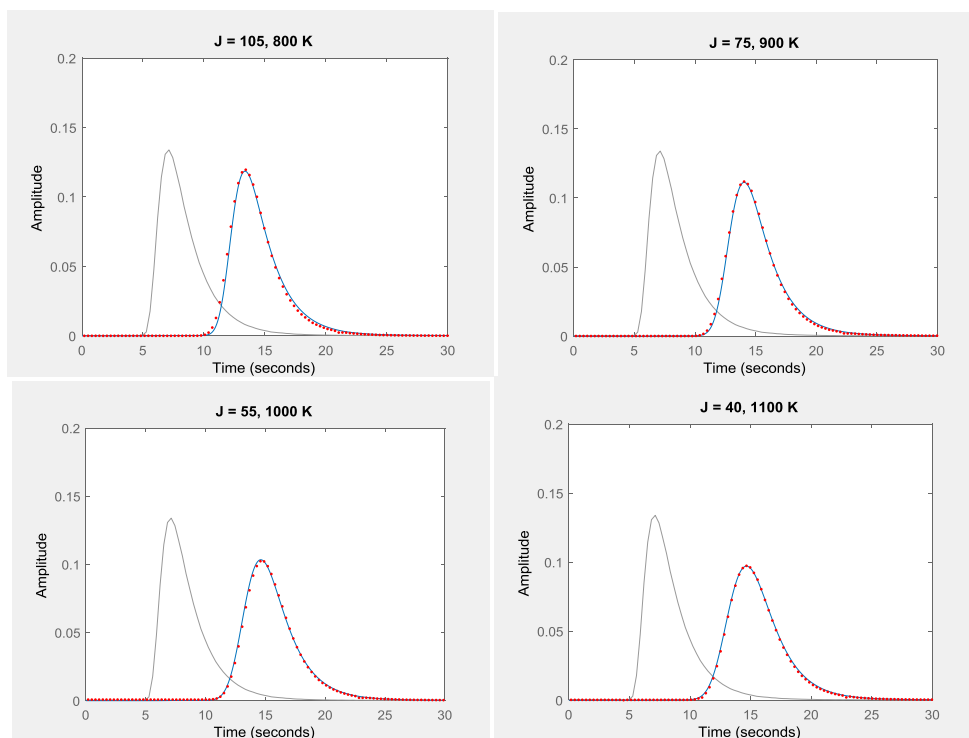 J = 105, 800 K
0.2
0.15
0.1
0.05
0
Amplitude
0 5 10 15 20 25 30
Time (seconds)
J = 75, 900 K
0.2
0.15
0.1
0.05
0
Amplitude
0 5 10 15 20 25 30
Time (seconds)
J = 55, 1000 K
0.2
0.15
0.1
0.05
0
Amplitude
0 5 10 15 20 25 30
Time (seconds)
J = 40, 1100 K
0.2
0.15
0.1
0.05
0
Amplitude
0 5 10 15 20 25 30
Time (seconds)